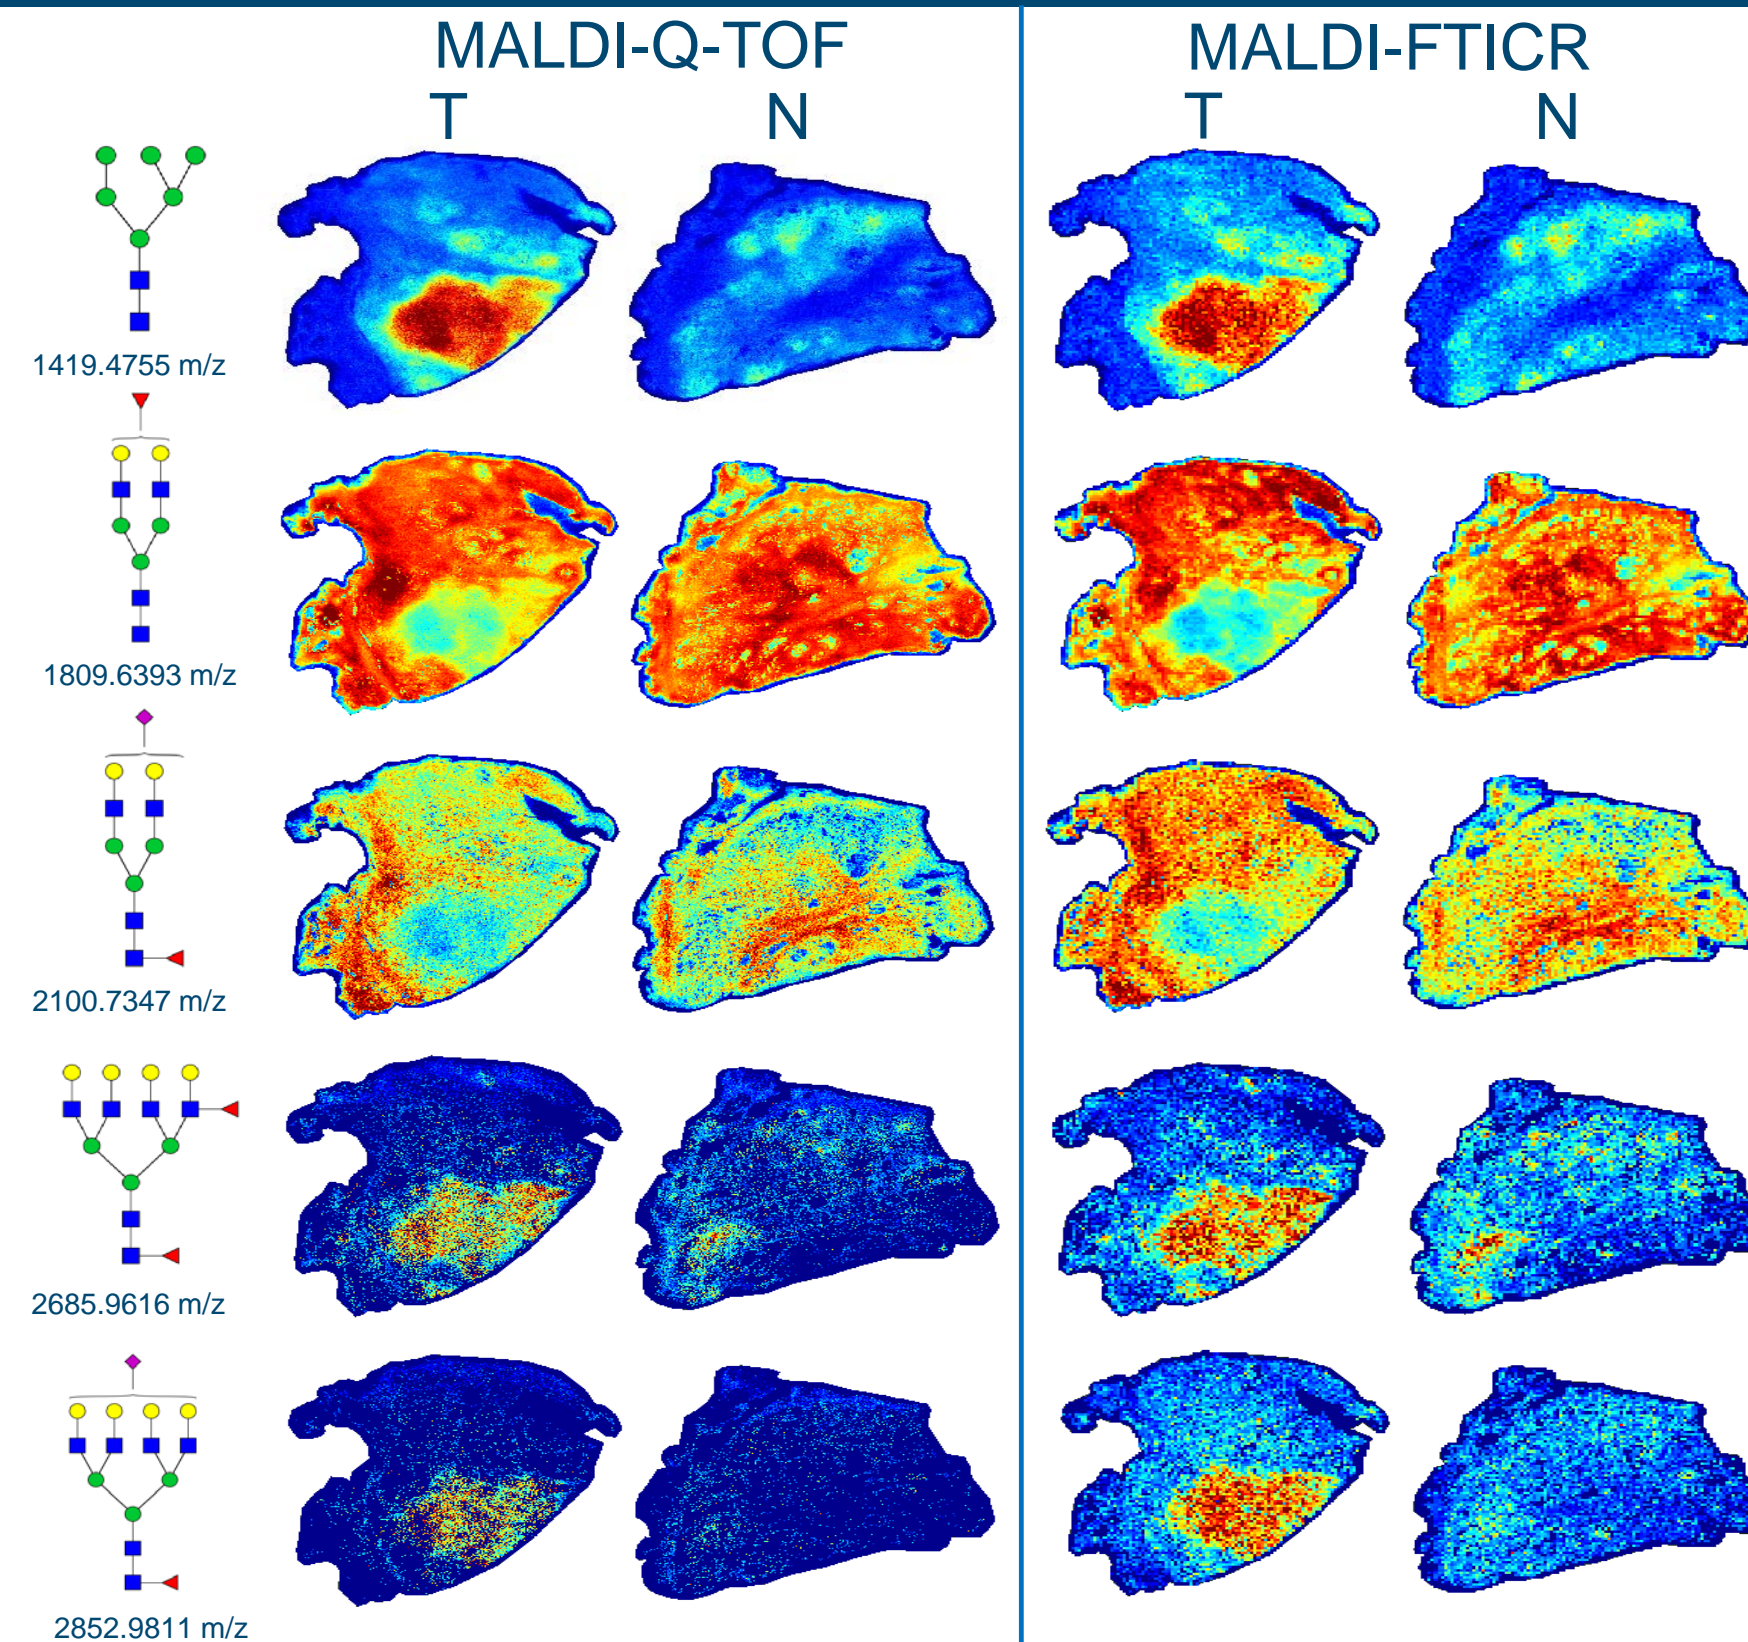 MALDI-Q-TOF
MALDI-FTICR
T
N
T
N
1419.4755 m/z
1809.6393 m/z
2100.7347 m/z
2685.9616 m/z
2852.9811 m/z